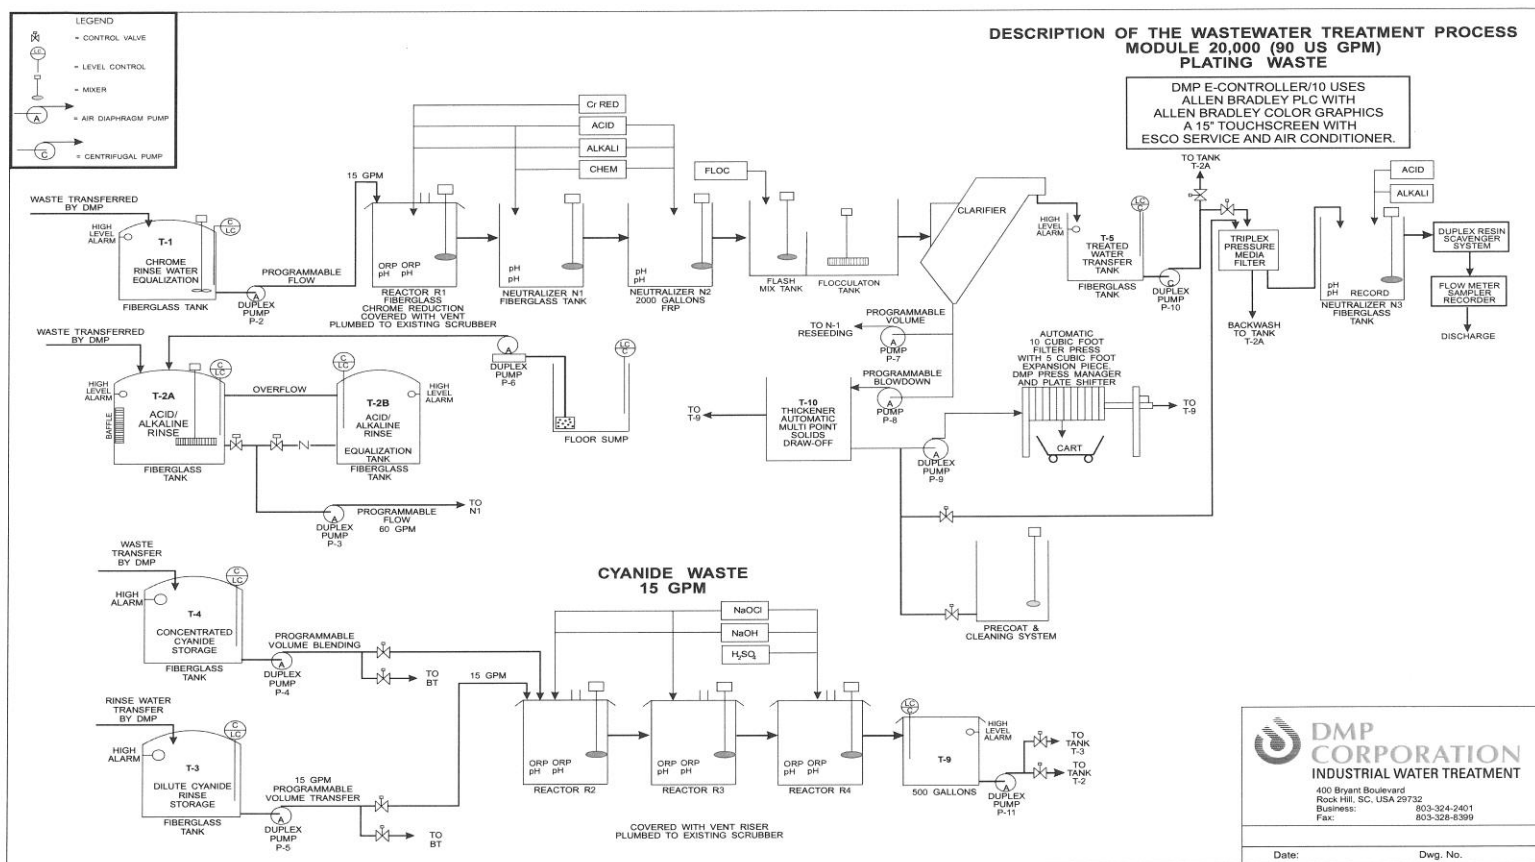 LEGEND
= CONTROL VALVE
LC
= LEVEL CONTROL
= MIXER
A
= AIR DIAPHRAGM PUMP
C
= CENTRIFUGAL PUMP
DESCRIPTION OF THE WASTEWATER TREATMENT PROCESS
MODULE 20,000 (90 US GPM)
PLATING WASTE
DMP E-CONTROLLER/10 USES
ALLEN BRADLEY PLC WITH
ALLEN BRADLEY COLOR GRAPHICS
A 15" TOUCHSCREEN WITH
ESCO SERVICE AND AIR CONDITIONER.
Cr RED
ACID
ALKALI
CHEM
FLOC
WASTE TRANSFERRED
BY DMP
HIGH
LEVEL
ALARM
T-1
CHROME
RINSE WATER
EQUALIZATION
FIBERGLASS TANK
C
LC
PROGRAMMABLE
FLOW
A
DUPLEX
PUMP
P-2
15 GPM
ORP ORP
pH pH
REACTOR R1
FIBERGLASS
CHROME REDUCTION
COVERED WITH VENT
PLUMBED TO EXISTING SCRUBBER
pH
pH
NEUTRALIZER N1
FIBERGLASS TANK
pH
pH
NEUTRALIZER N2
2000 GALLONS
FRP
FLASH
MIX TANK
FLOCCULATON
TANK
CLARIFIER
HIGH
LEVEL
ALARM
LC
C
T-5
TREATED
WATER
TRANSFER
TANK
FIBERGLASS
TANK
C
DUPLEX
PUMP
P-10
TO TANK
T-2A
TRIPLEX
PRESSURE
MEDIA
FILTER
BACKWASH
TO TANK
T-2A
ACID
ALKALI
pH
pH
RECORD
NEUTRALIZER N3
FIBERGLASS
TANK
DUPLEX RESIN
SCAVENGER
SYSTEM
FLOW METER
SAMPLER
RECORDER
DISCHARGE
WASTE TRANSFERRED
BY DMP
HIGH
LEVEL
ALARM
BAFFLE
T-2A
ACID/
ALKALINE
RINSE
FIBERGLASS
TANK
C
LC
OVERFLOW
C
LC
T-2B
ACID/
ALKALINE
RINSE
EQUALIZATION
TANK
FIBERGLASS
TANK
HIGH
LEVEL
ALARM
A
DUPLEX
PUMP
P-6
LC
C
FLOOR SUMP
A
DUPLEX
PUMP
P-3
PROGRAMMABLE
FLOW
60 GPM
TO
N1
TO N-1
RESEEDING
PROGRAMMABLE
VOLUME
A
PUMP
P-7
PROGRAMMABLE
BLOWDOWN
A
PUMP
P-8
TO
T-9
T-10
THICKENER
AUTOMATIC
MULTI POINT
SOLIDS
DRAW-OFF
A
DUPLEX
PUMP
P-9
AUTOMATIC
10 CUBIC FOOT
FILTER PRESS
WITH 5 CUBIC FOOT
EXPANSION PIECE.
DMP PRESS MANAGER
AND PLATE SHIFTER
CART
TO
T-9
PRECOAT &
CLEANING SYSTEM
CYANIDE WASTE
15 GPM
NaOCl
NaOH
H₂SO₄
WASTE
TRANSFER
BY DMP
HIGH
ALARM
C
LC
T-4
CONCENTRATED
CYANIDE
STORAGE
FIBERGLASS
TANK
A
DUPLEX
PUMP
P-4
PROGRAMMABLE
VOLUME BLENDING
TO
BT
15 GPM
RINSE WATER
TRANSFER
BY DMP
HIGH
ALARM
C
LC
T-3
DILUTE CYANIDE
RINSE
STORAGE
FIBERGLASS
TANK
A
DUPLEX
PUMP
P-5
15 GPM
PROGRAMMABLE
VOLUME TRANSFER
TO
BT
ORP ORP
pH pH
REACTOR R2
ORP ORP
pH pH
REACTOR R3
ORP ORP
pH pH
REACTOR R4
COVERED WITH VENT RISER
PLUMBED TO EXISTING SCRUBBER
LC
C
HIGH
LEVEL
ALARM
T-9
500 GALLONS
A
DUPLEX
PUMP
P-11
TO
TANK
T-3
TO
TANK
T-2
DMP
CORPORATION
INDUSTRIAL WATER TREATMENT
400 Bryant Boulevard
Rock Hill, SC, USA 29732
Business: 803-324-2401
Fax: 803-328-8399
Date: Dwg. No.